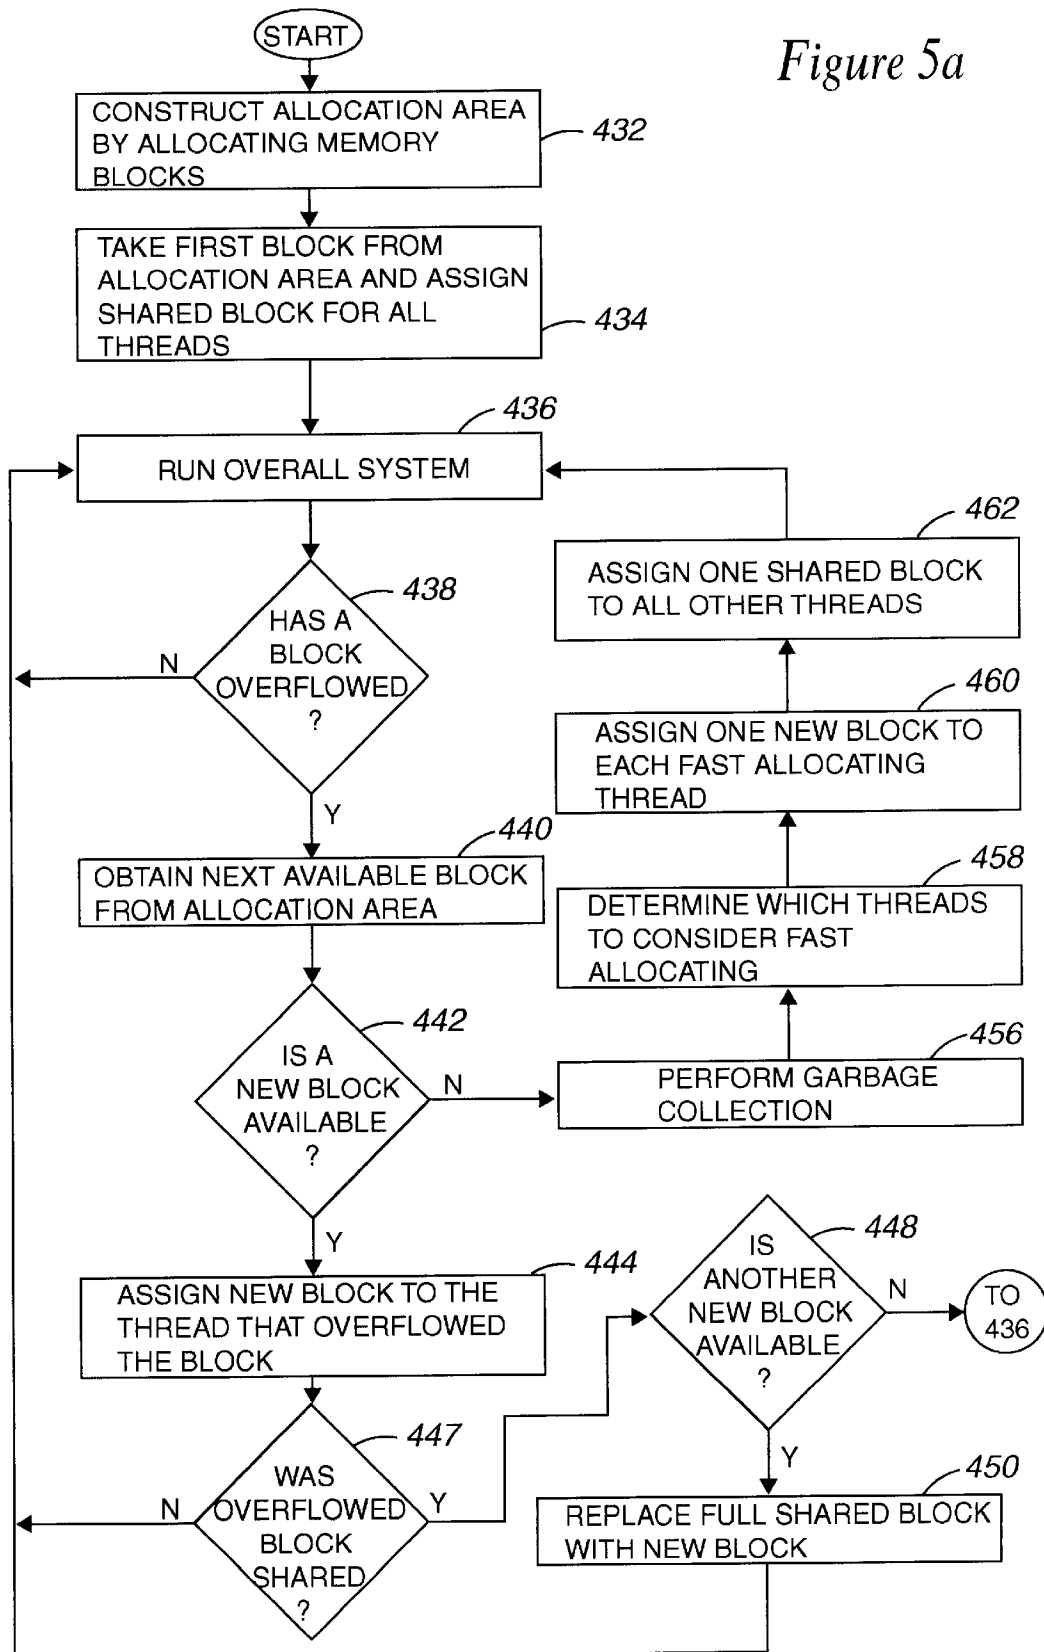 START
Figure 5a
CONSTRUCT ALLOCATION AREA
BY ALLOCATING MEMORY
BLOCKS
432
TAKE FIRST BLOCK FROM
ALLOCATION AREA AND ASSIGN
SHARED BLOCK FOR ALL
THREADS
434
436
RUN OVERALL SYSTEM
438
HAS A
BLOCK
OVERFLOWED
?
N
Y
462
ASSIGN ONE SHARED BLOCK
TO ALL OTHER THREADS
460
ASSIGN ONE NEW BLOCK TO
EACH FAST ALLOCATING
THREAD
440
OBTAIN NEXT AVAILABLE BLOCK
FROM ALLOCATION AREA
458
DETERMINE WHICH THREADS
TO CONSIDER FAST
ALLOCATING
442
IS A
NEW BLOCK
AVAILABLE
?
N
Y
456
PERFORM GARBAGE
COLLECTION
444
ASSIGN NEW BLOCK TO THE
THREAD THAT OVERFLOWED
THE BLOCK
448
IS
ANOTHER
NEW BLOCK
AVAILABLE
?
N
TO
436
Y
447
WAS
OVERFLOWED
BLOCK
SHARED
?
N
Y
450
REPLACE FULL SHARED BLOCK
WITH NEW BLOCK